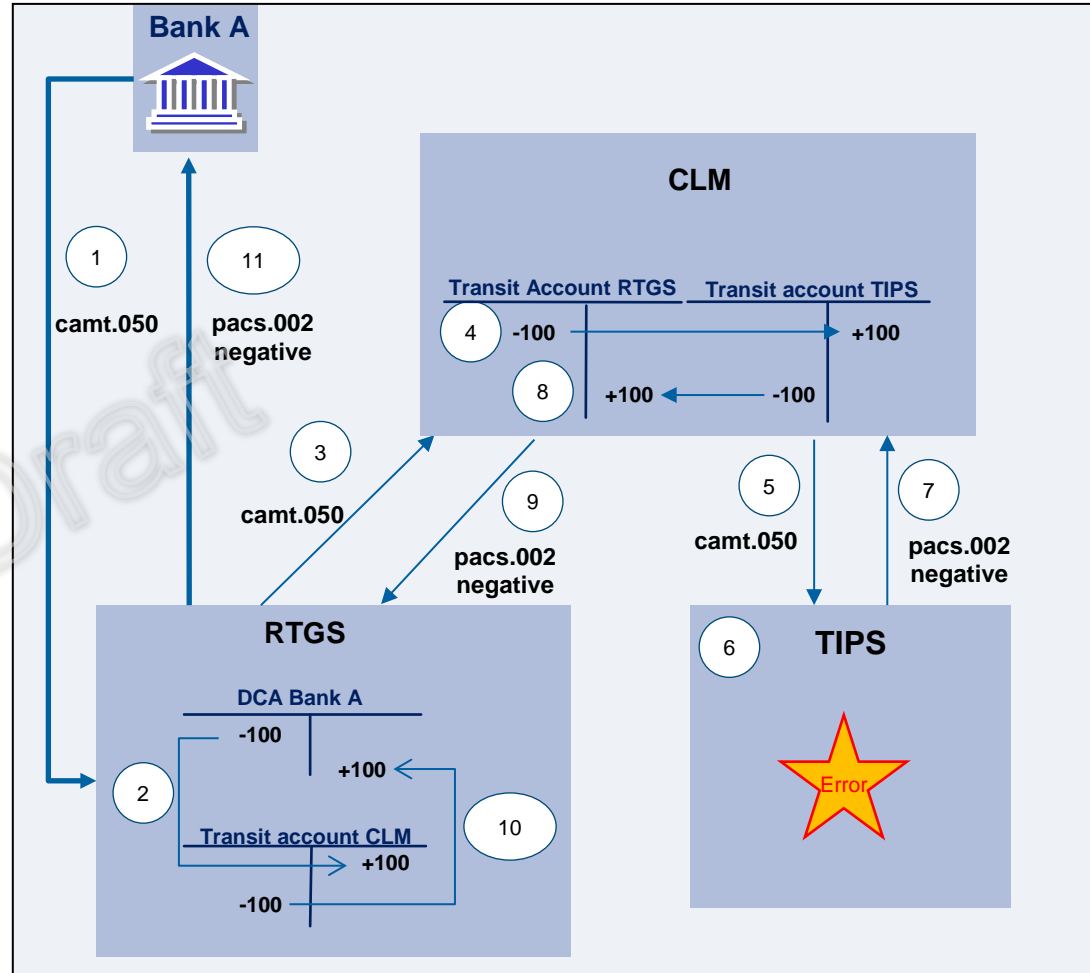 Bank A
CLM
1
11
camt.050
pacs.002
negative
Transit Account RTGS
Transit account TIPS
4
-100
+100
8
+100
-100
3
camt.050
9
pacs.002
negative
5
camt.050
7
pacs.002
negative
Draft
RTGS
DCA Bank A
-100
+100
2
Transit account CLM
+100
-100
10
6
TIPS
Error